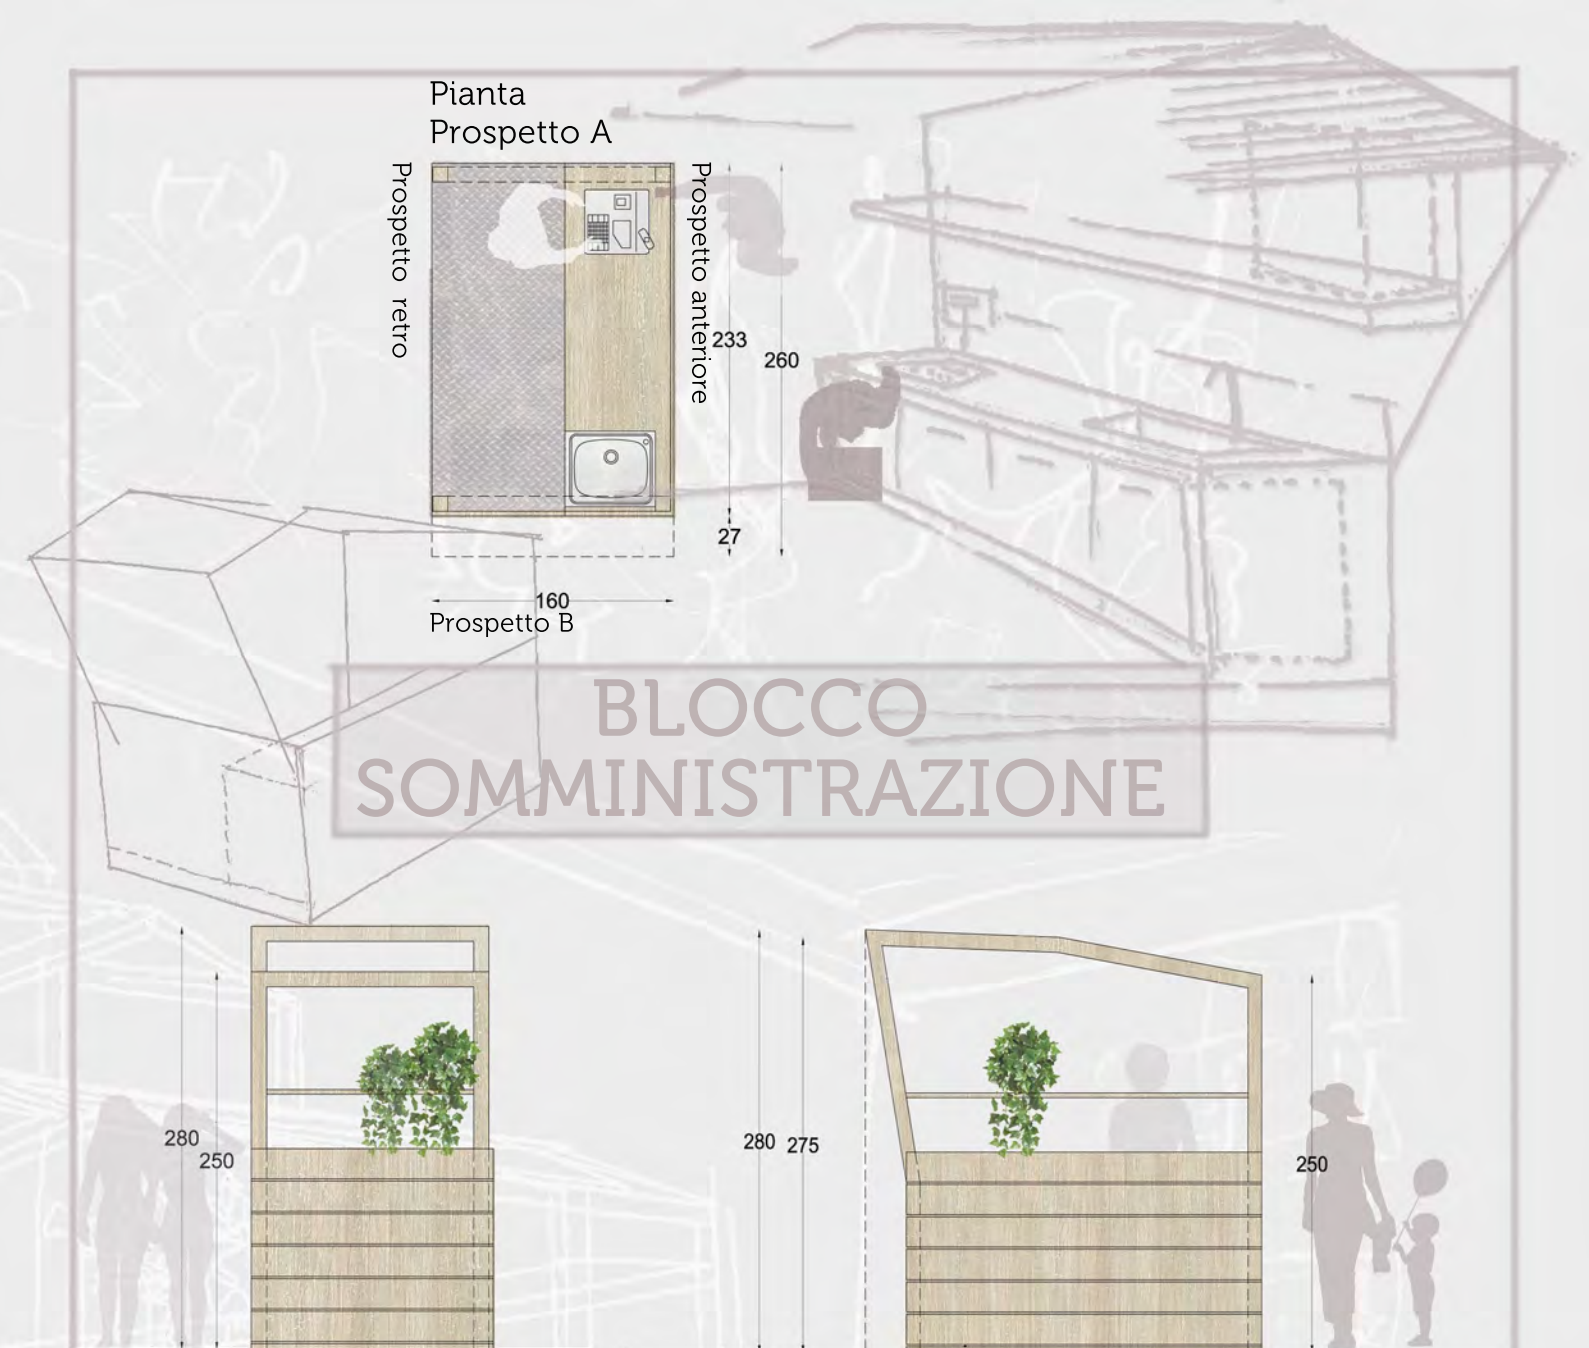 Pianta
Prospetto A
Prospetto retro
Prospetto anteriore
233
260
27
160
Prospetto B
BLOCCO
SOMMINISTRAZIONE
280
250
280
275
250